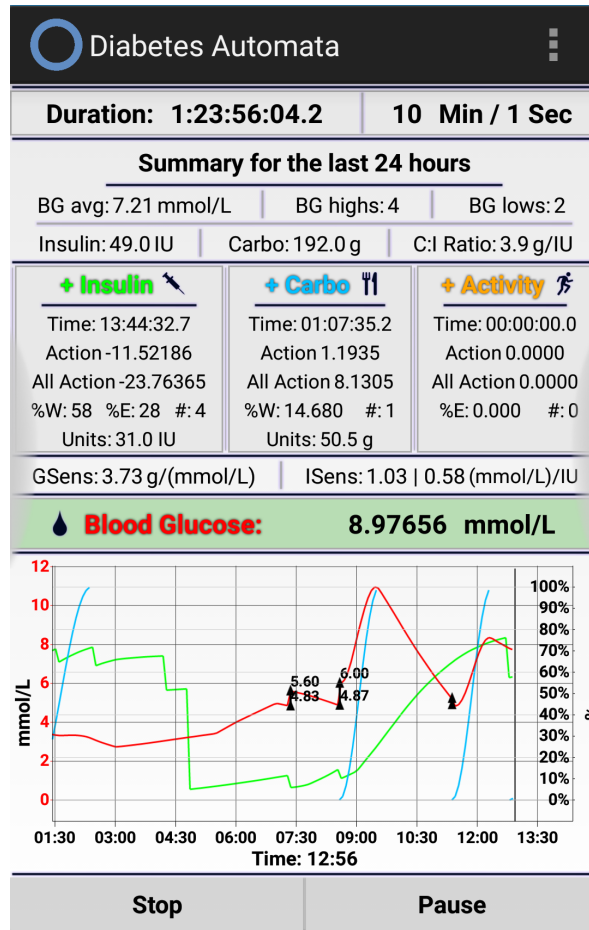 Diabetes Automata
Duration: 1:23:56:04.2 10 Min / 1 Sec
Summary for the last 24 hours
BG avg: 7.21 mmol/L BG highs: 4 BG lows: 2
Insulin: 49.0 IU Carbo: 192.0 g C:I Ratio: 3.9 g/IU
+ Insulin + Carbo + Activity
Time: 13:44:32.7 Time: 01:07:35.2 Time: 00:00:00.0
Action -11.52186 Action 1.1935 Action 0.0000
All Action -23.76365 All Action 8.1305 All Action 0.0000
%W: 58 %E: 28 #: 4 %W: 14.680 #: 1 %E: 0.000 #: 0
Units: 31.0 IU Units: 50.5 g
GSens: 3.73 g/(mmol/L) ISens: 1.03 | 0.58 (mmol/L)/IU
Blood Glucose: 8.97656 mmol/L
12
10
8
6
4
2
0
mmol/L
5.60
4.83
6.00
4.87
100%
90%
80%
70%
60%
50%
40%
30%
20%
10%
0%
01:30 03:00 04:30 06:00 07:30 09:00 10:30 12:00 13:30
Time: 12:56
Stop Pause